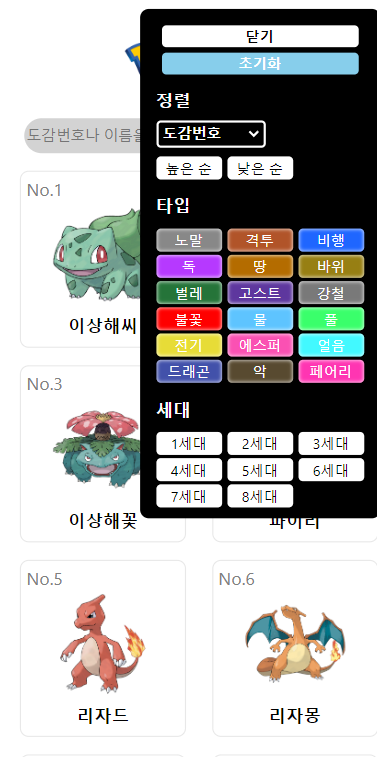 닫기
초기화
정렬
도감번호
높은 순 낮은 순
타입
노말 격투 비행
독 땅 바위
벌레 고스트 강철
불꽃 물 풀
전기 에스퍼 얼음
드래곤 악 페어리
세대
1세대 2세대 3세대
4세대 5세대 6세대
7세대 8세대
도감번호나 이름을
No.1
이상해씨
No.3
이상해꽃 파이리
No.5 No.6
리자드 리자몽